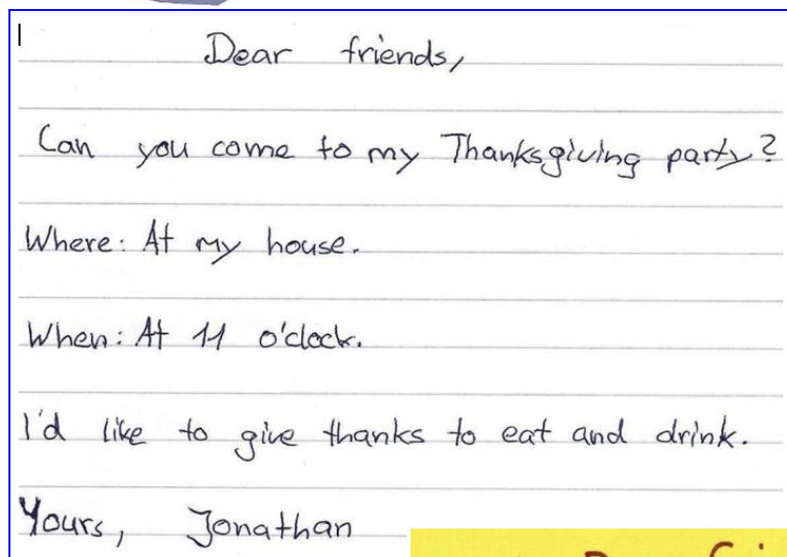 Dear friends,
Can you come to my Thanksgiving party?
Where: At my house.
When: At 11 o'clock.
I'd like to give thanks to eat and drink.
Yours, Jonathan